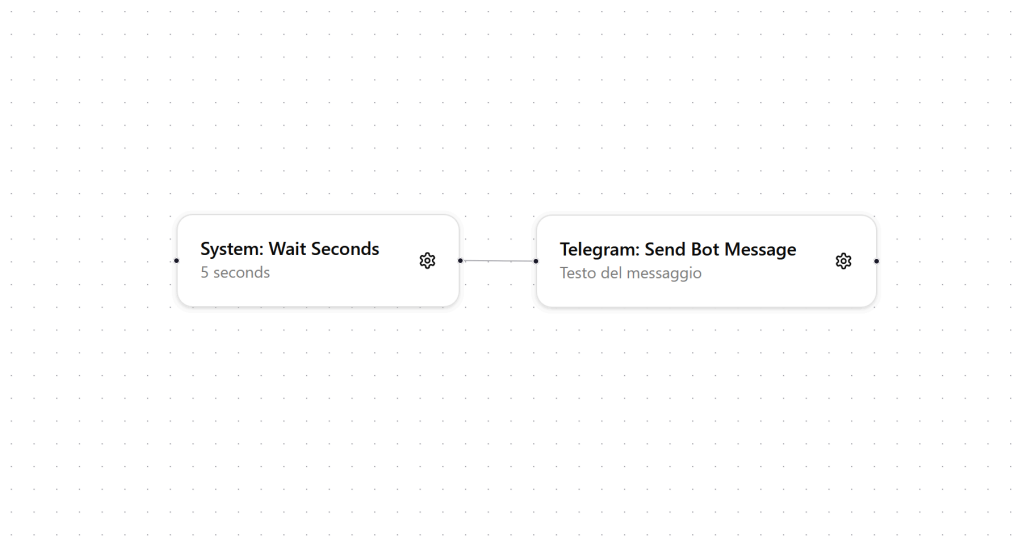 System: Wait Seconds
5 seconds
Telegram: Send Bot Message
Testo del messaggio